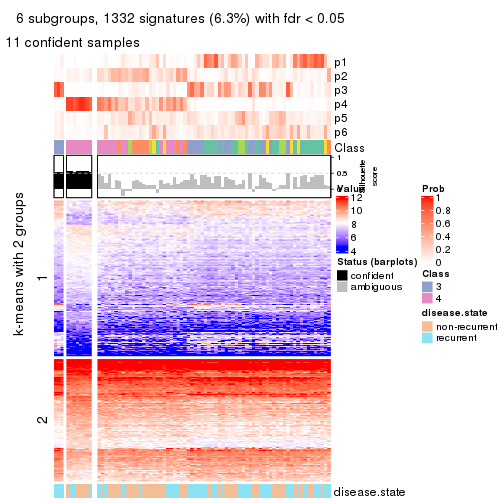 6 subgroups, 1332 signatures (6.3%) with fdr < 0.05
11 confident samples
p1
p2
p3
p4
p5
p6
Class
1
0.5
0
Silhouette
score
k-means with 2 groups
1
2
Value
12
10
8
6
4
Status (barplots)
confident
ambiguous
Prob
1
0.8
0.6
0.4
0.2
0
Class
3
4
disease.state
non-recurrent
recurrent
disease.state